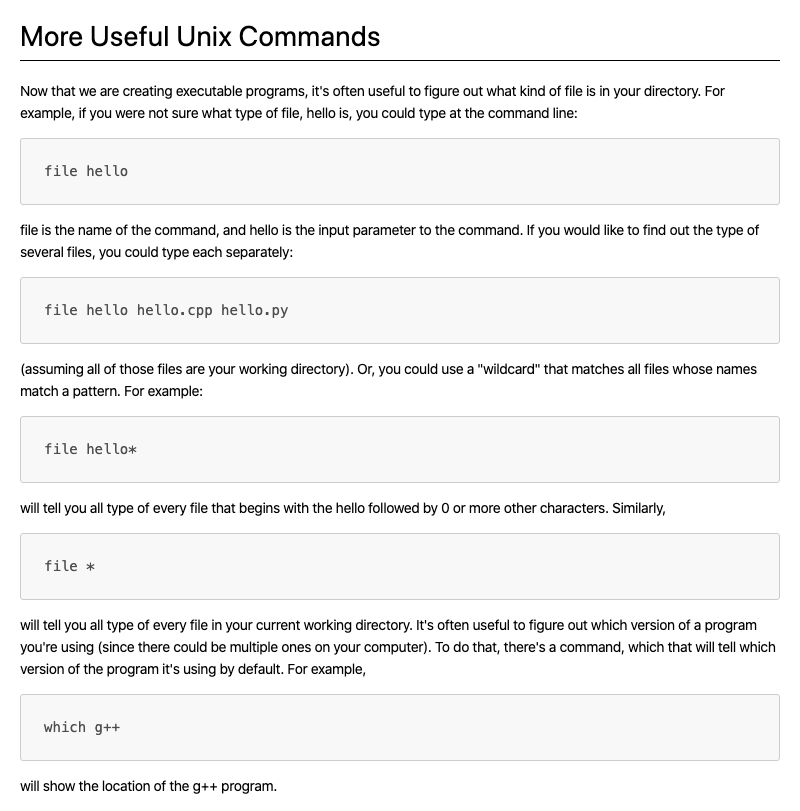 More Useful Unix Commands
Now that we are creating executable programs, it's often useful to figure out what kind of file is in your directory. For
example, if you were not sure what type of file, hello is, you could type at the command line:
file hello
file is the name of the command, and hello is the input parameter to the command. If you would like to find out the type of
several files, you could type each separately:
file hello hello.cpp hello.py
(assuming all of those files are your working directory). Or, you could use a "wildcard" that matches all files whose names
match a pattern. For example:
file hello*
will tell you all type of every file that begins with the hello followed by 0 or more other characters. Similarly,
file *
will tell you all type of every file in your current working directory. It's often useful to figure out which version of a program
you're using (since there could be multiple ones on your computer). To do that, there's a command, which that will tell which
version of the program it's using by default. For example,
which g++
will show the location of the g++ program.